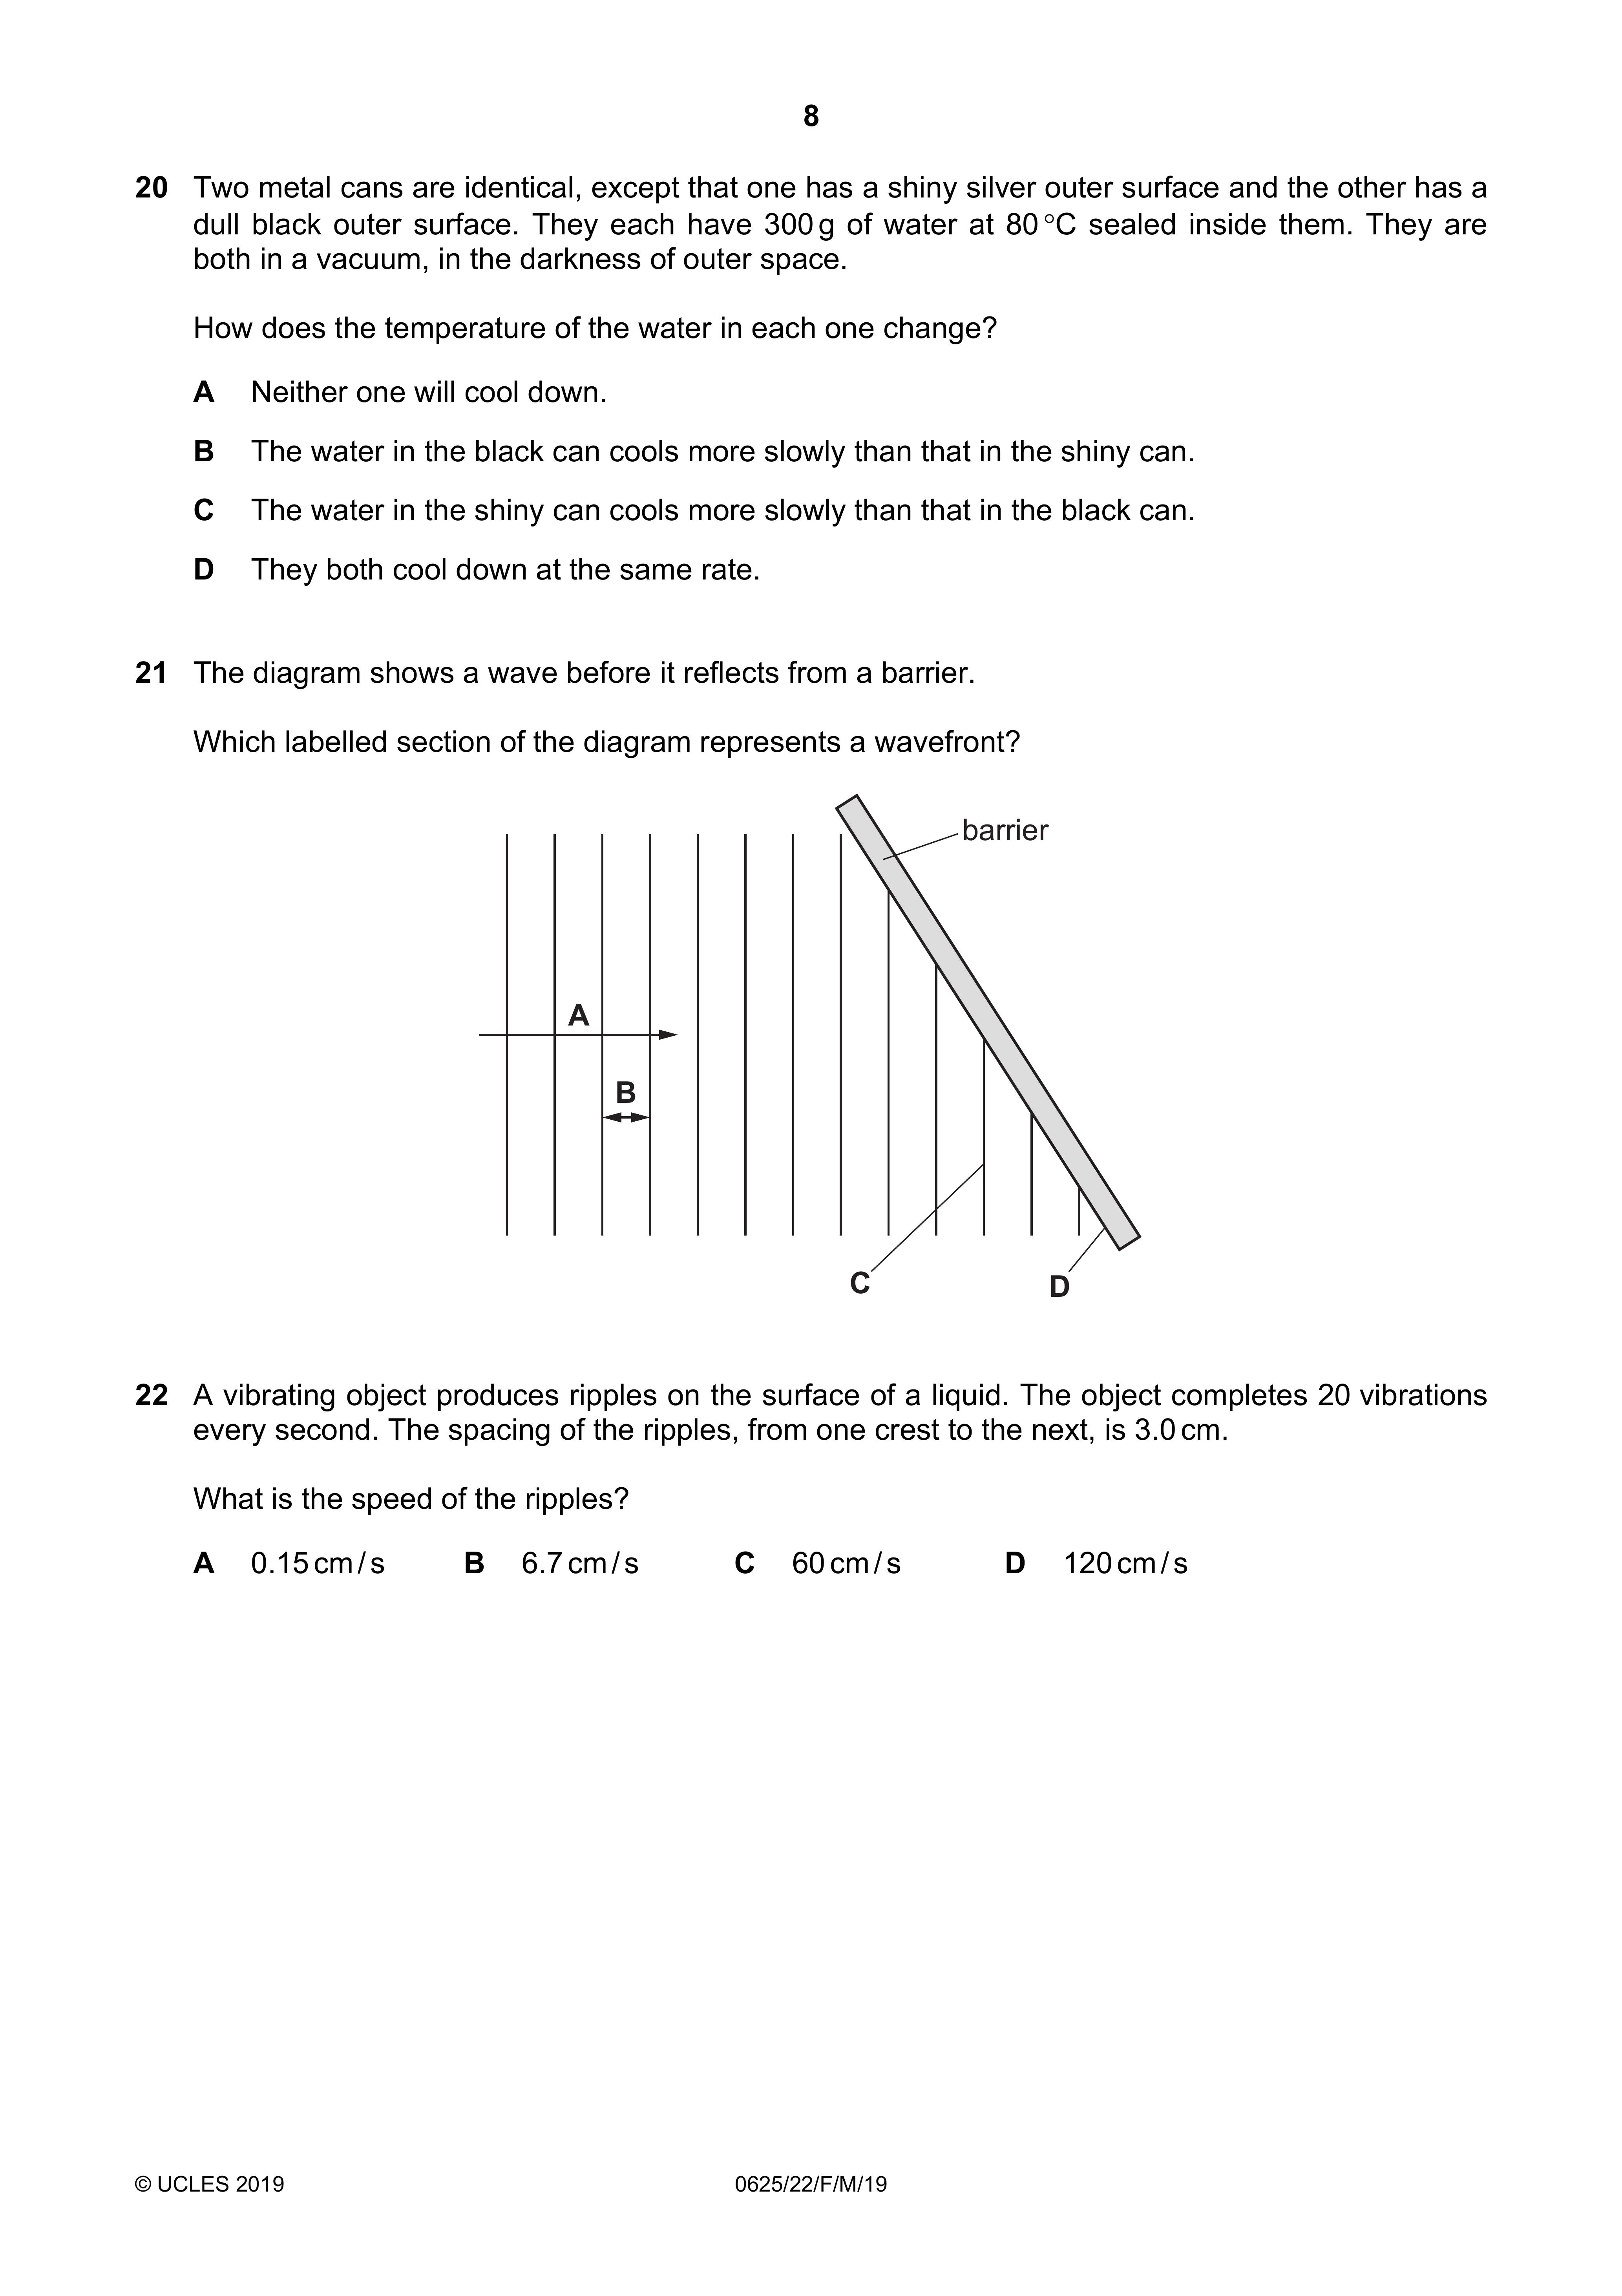 8
20 Two metal cans are identical, except that one has a shiny silver outer surface and the other has a
dull black outer surface. They each have 300 g of water at 80 °C sealed inside them. They are
both in a vacuum, in the darkness of outer space.
How does the temperature of the water in each one change?
A Neither one will cool down.
B The water in the black can cools more slowly than that in the shiny can.
C The water in the shiny can cools more slowly than that in the black can.
D They both cool down at the same rate.
21 The diagram shows a wave before it reflects from a barrier.
Which labelled section of the diagram represents a wavefront?
barrier
A
B
C
D
22 A vibrating object produces ripples on the surface of a liquid. The object completes 20 vibrations
every second. The spacing of the ripples, from one crest to the next, is 3.0 cm.
What is the speed of the ripples?
A 0.15 cm / s B 6.7 cm / s C 60 cm / s D 120 cm / s
© UCLES 2019 0625/22/F/M/19